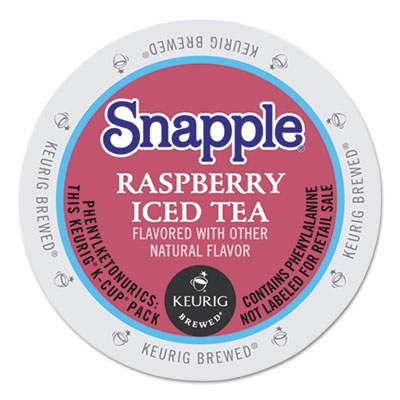 KEURIG BREWED®
KEURIG BREWED®
KEURIG BREWED®
KEURIG BREWED®
KEURIG BREWED®
Snapple®
RASPBERRY
ICED TEA
FLAVORED WITH OTHER
NATURAL FLAVOR
PHENYLKETONURICS:
THIS KEURIG® K-CUP® PACK
CONTAINS PHENYLALANINE
NOT LABELED FOR RETAIL SALE
KEURIG
BREWED®